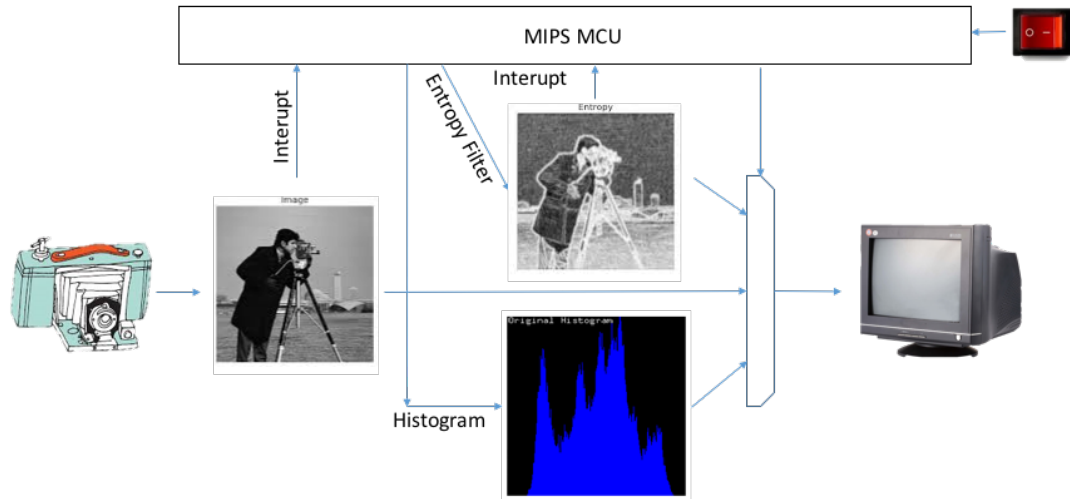 MIPS MCU
Interupt
Entropy Filter
Interupt
Entropy
Image
Original Histogram
Histogram